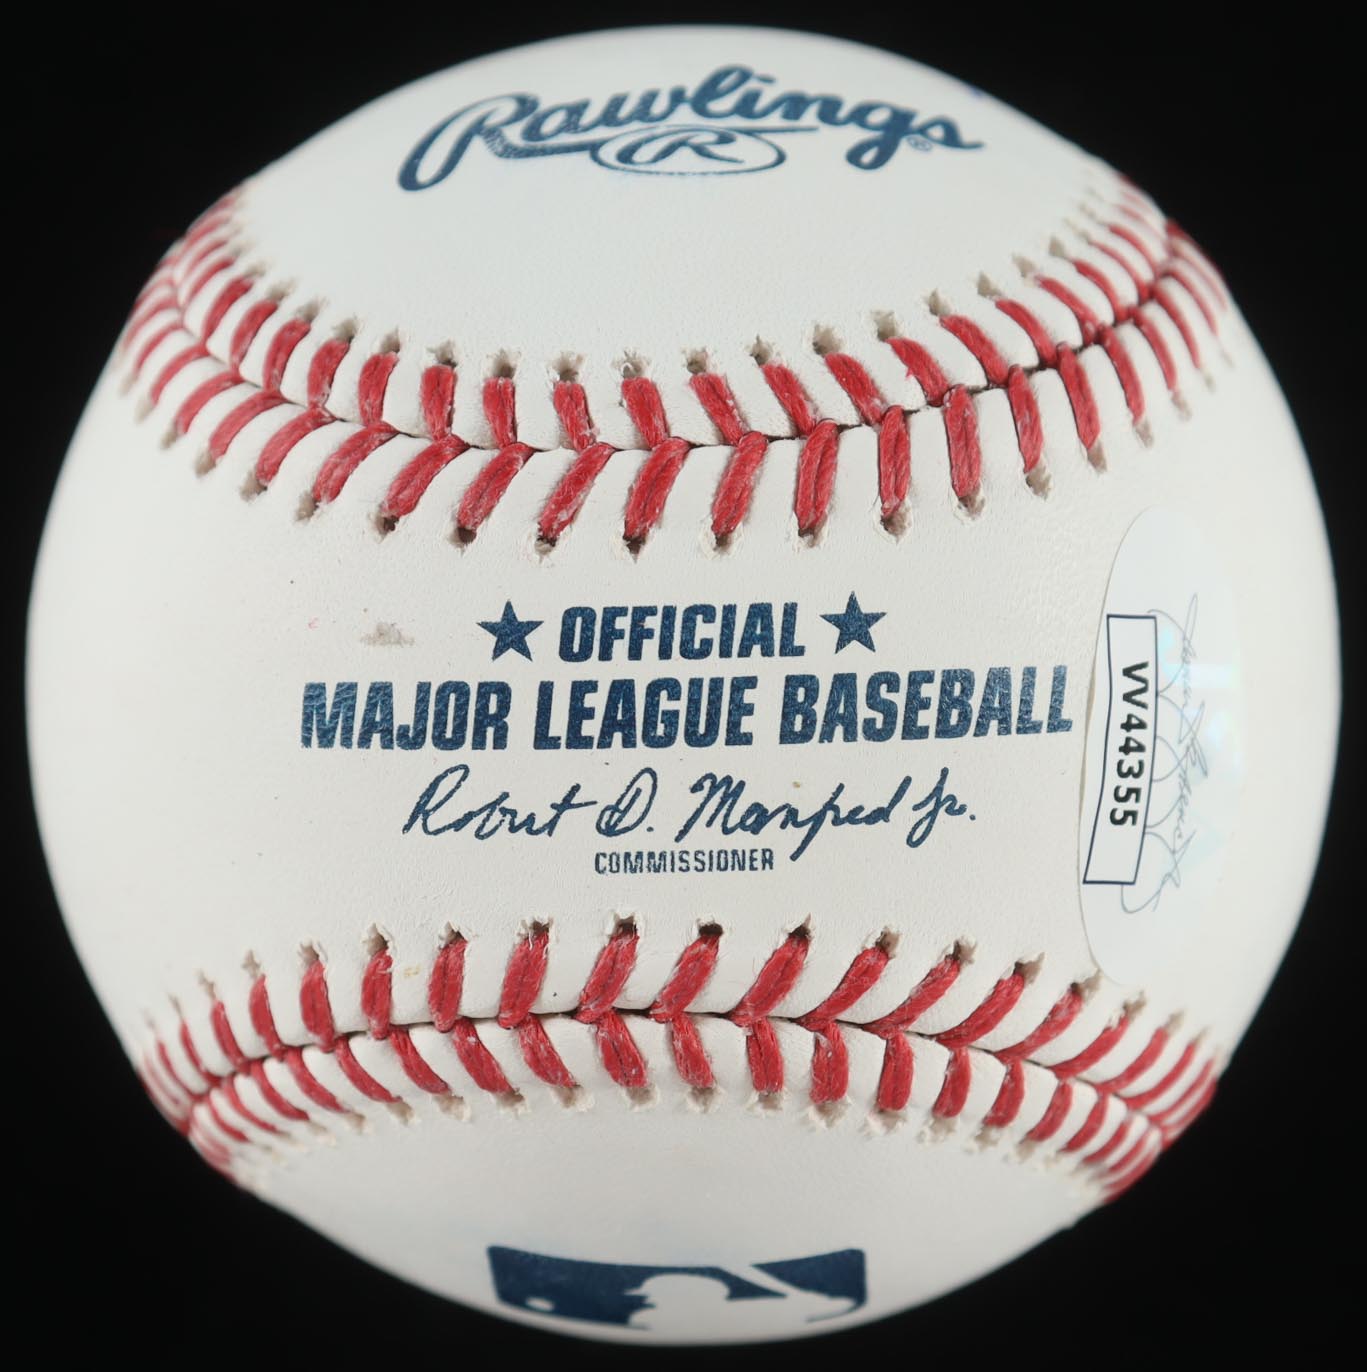 Rawlings®
R
★ OFFICIAL ★
MAJOR LEAGUE BASEBALL
Robert D. Manfred Jr.
COMMISSIONER
VV44355